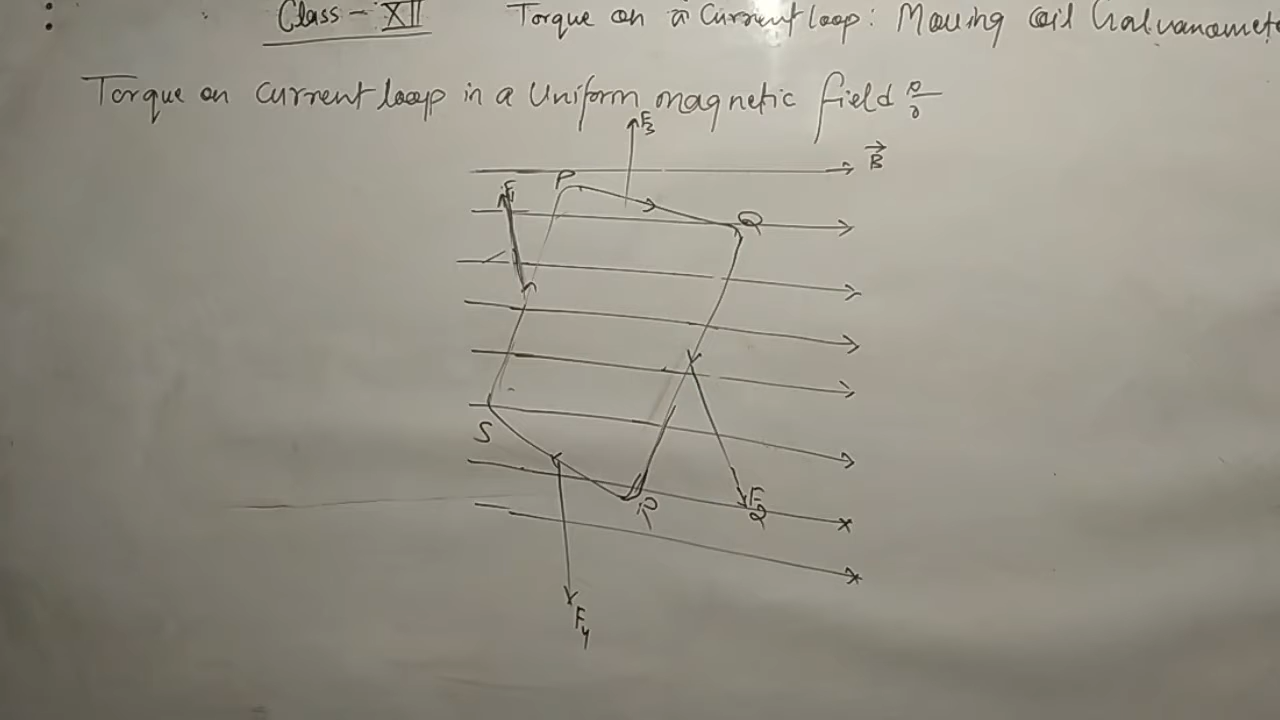 Class - XII Torque on a Current loop: Moving coil Galvanomete
Torque on current loop in a Uniform magnetic field :-
F3
B
P
F1
Q
S
R
F2
F4